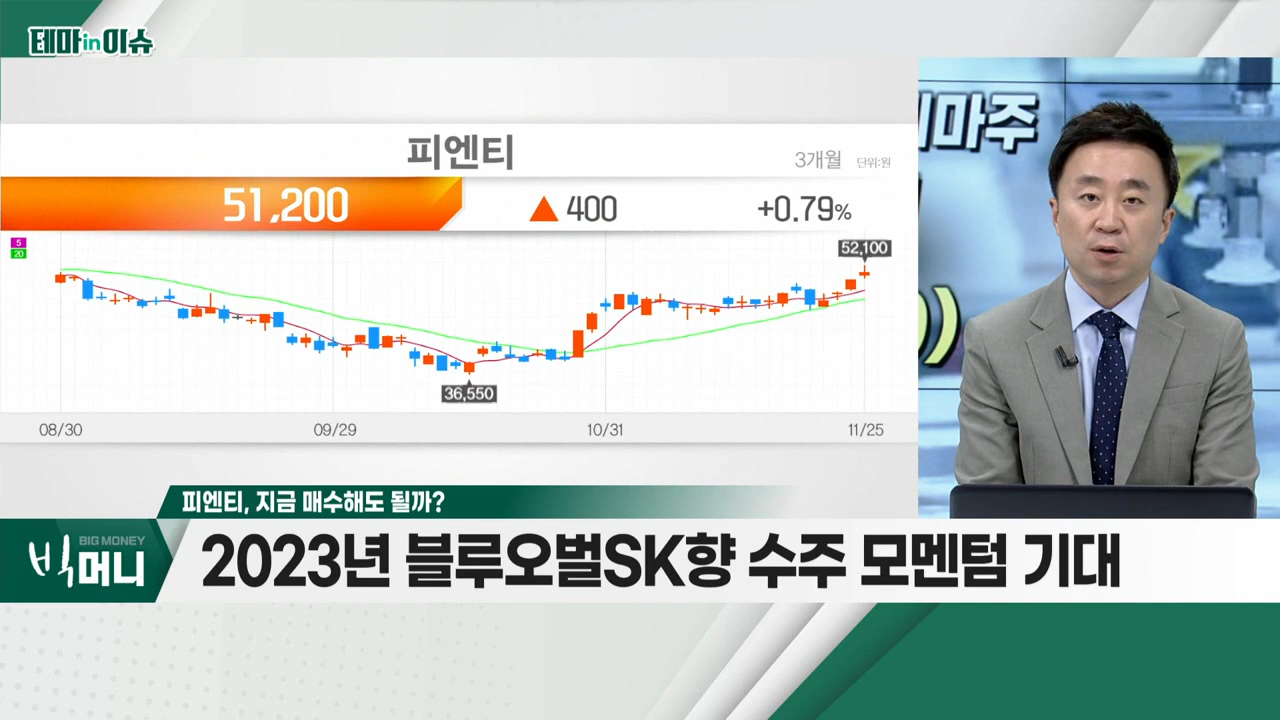 테마in이슈
피엔티
3개월 단위:원
51,200 ▲ 400 +0.79%
5
20
52,100
36,550
08/30 09/29 10/31 11/25
마주
)
피엔티, 지금 매수해도 될까?
BIG MONEY
빅머니
2023년 블루오벌SK향 수주 모멘텀 기대